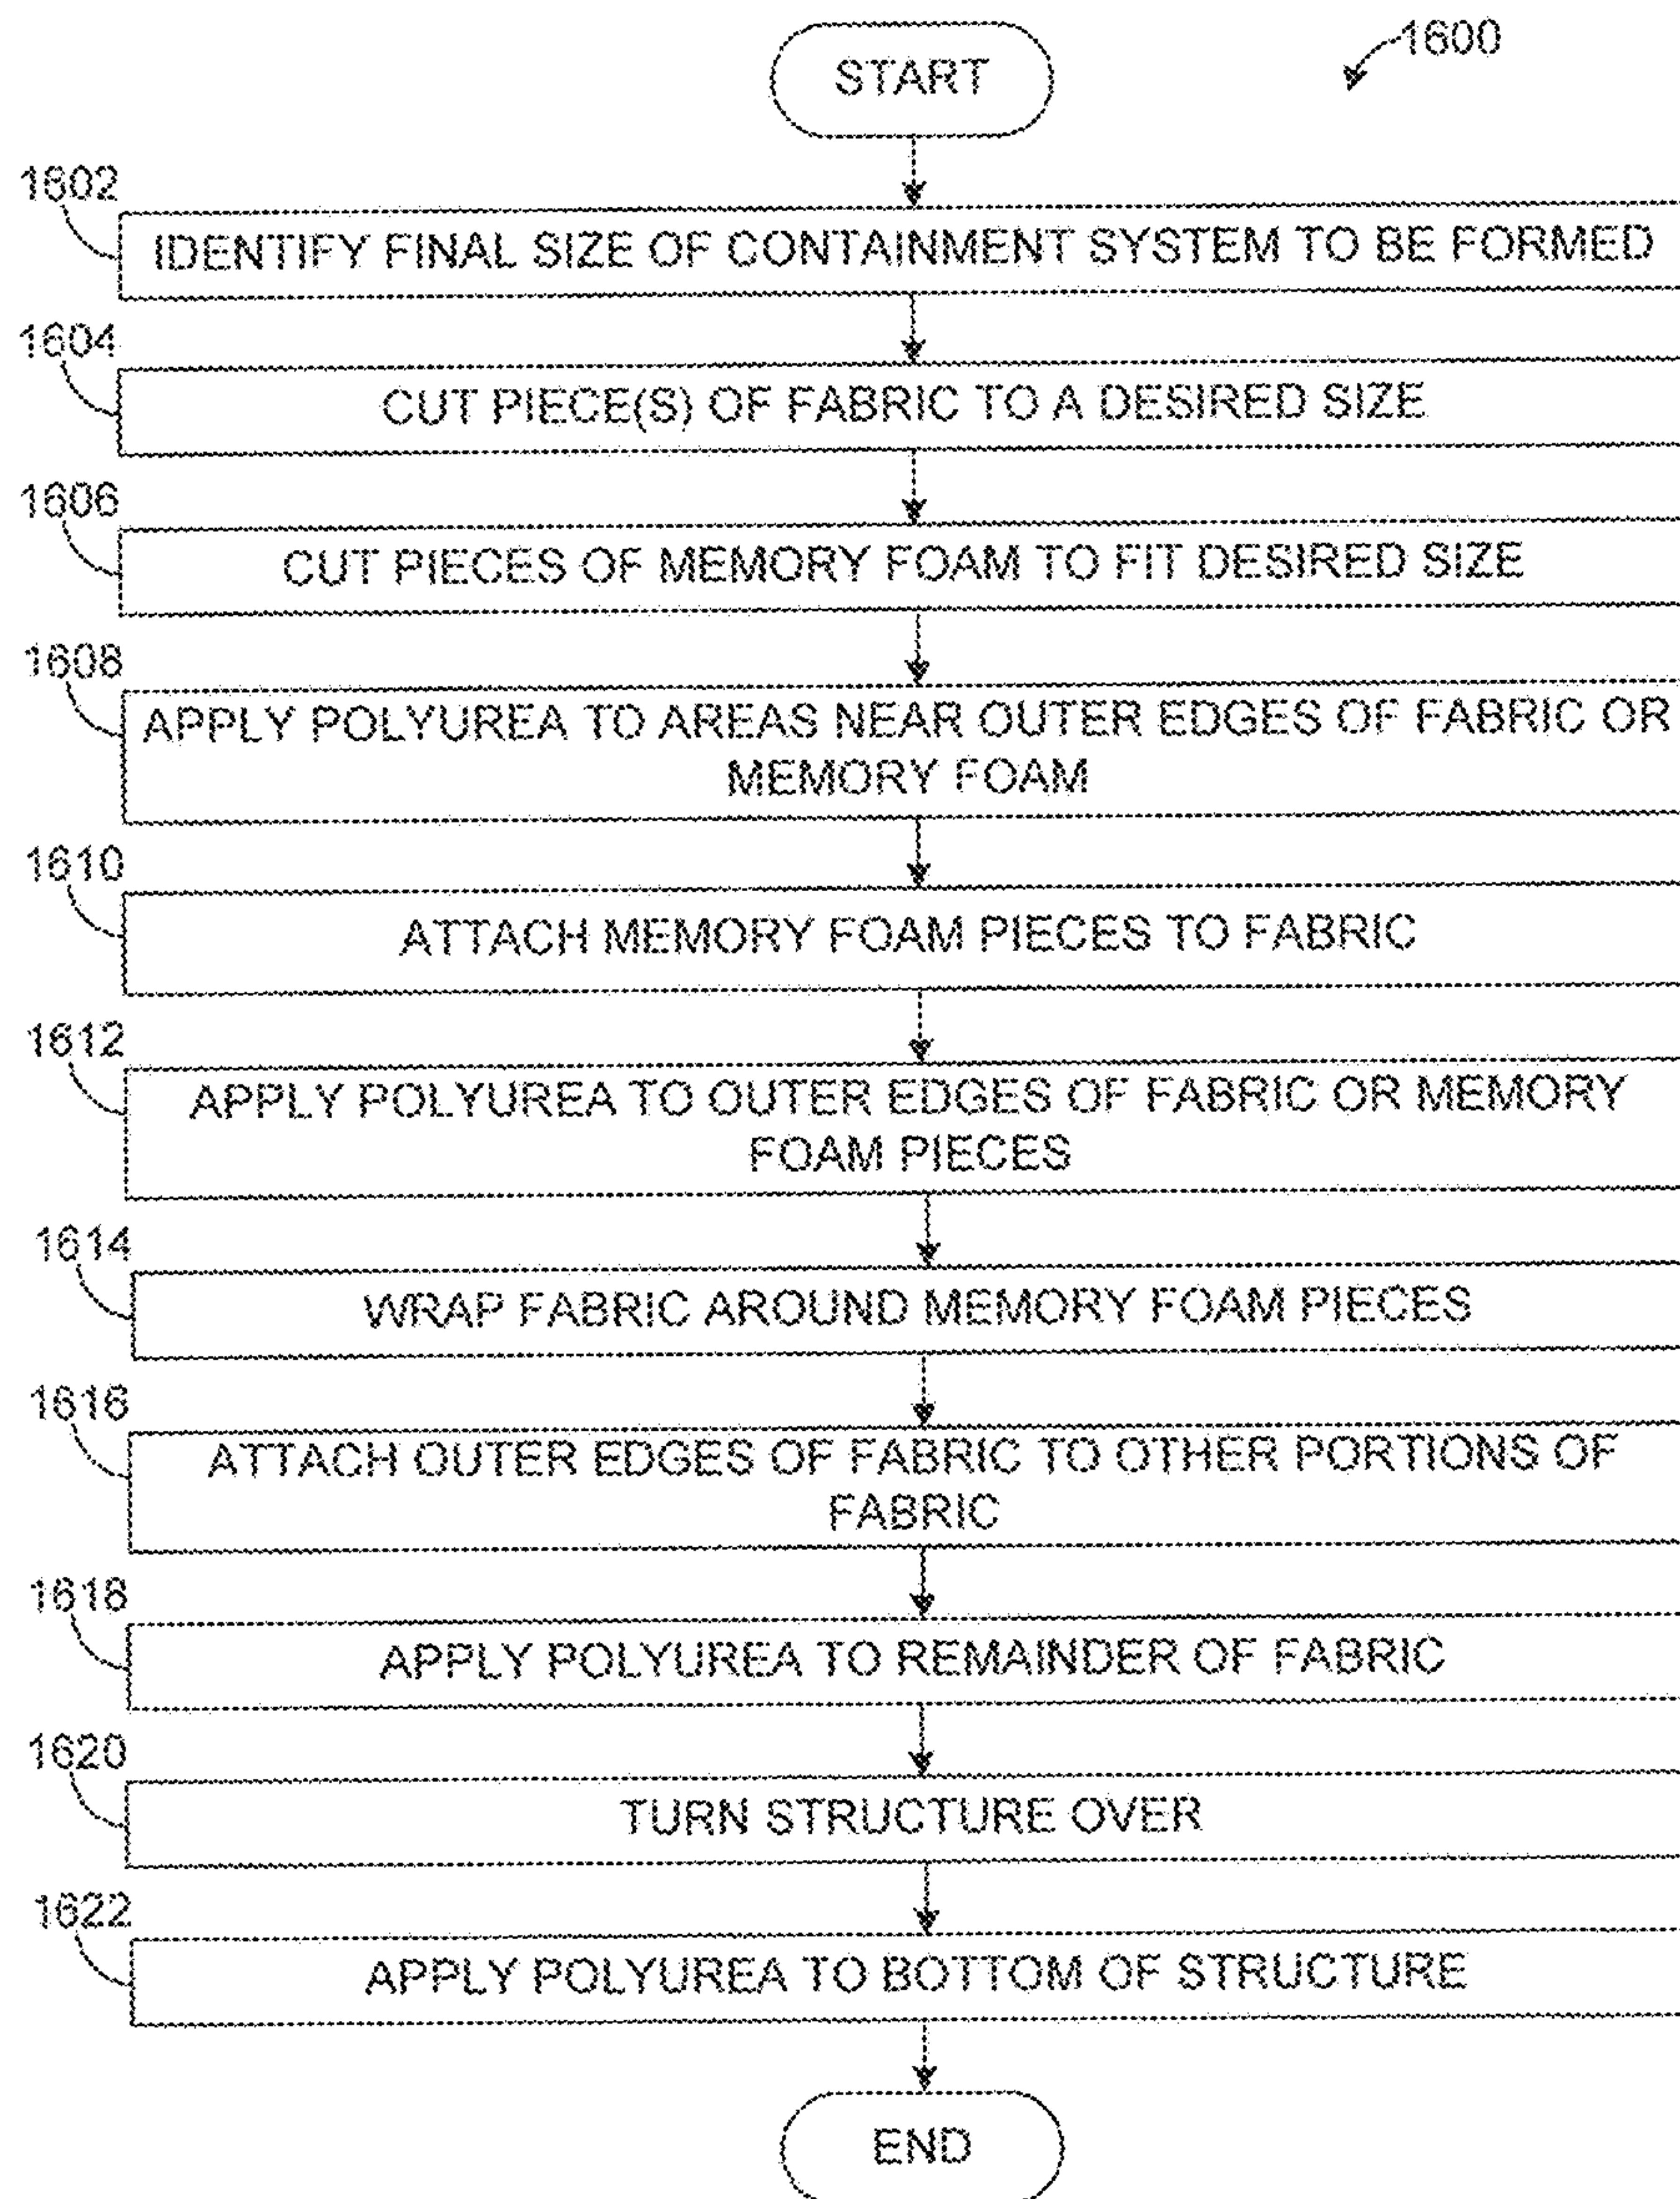 START
1600
1602
IDENTIFY FINAL SIZE OF CONTAINMENT SYSTEM TO BE FORMED
1604
CUT PIECE(S) OF FABRIC TO A DESIRED SIZE
1606
CUT PIECES OF MEMORY FOAM TO FIT DESIRED SIZE
1608
APPLY POLYUREA TO AREAS NEAR OUTER EDGES OF FABRIC OR
MEMORY FOAM
1610
ATTACH MEMORY FOAM PIECES TO FABRIC
1612
APPLY POLYUREA TO OUTER EDGES OF FABRIC OR MEMORY
FOAM PIECES
1614
WRAP FABRIC AROUND MEMORY FOAM PIECES
1616
ATTACH OUTER EDGES OF FABRIC TO OTHER PORTIONS OF
FABRIC
1618
APPLY POLYUREA TO REMAINDER OF FABRIC
1620
TURN STRUCTURE OVER
1622
APPLY POLYUREA TO BOTTOM OF STRUCTURE
END